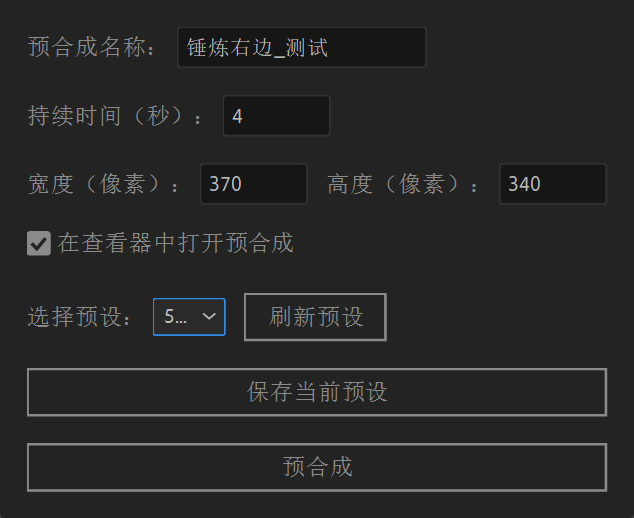 预合成名称： 锤炼右边_测试
持续时间（秒）： 4
宽度（像素）： 370 高度（像素）： 340
在查看器中打开预合成
选择预设： 5... 刷新预设
保存当前预设
预合成